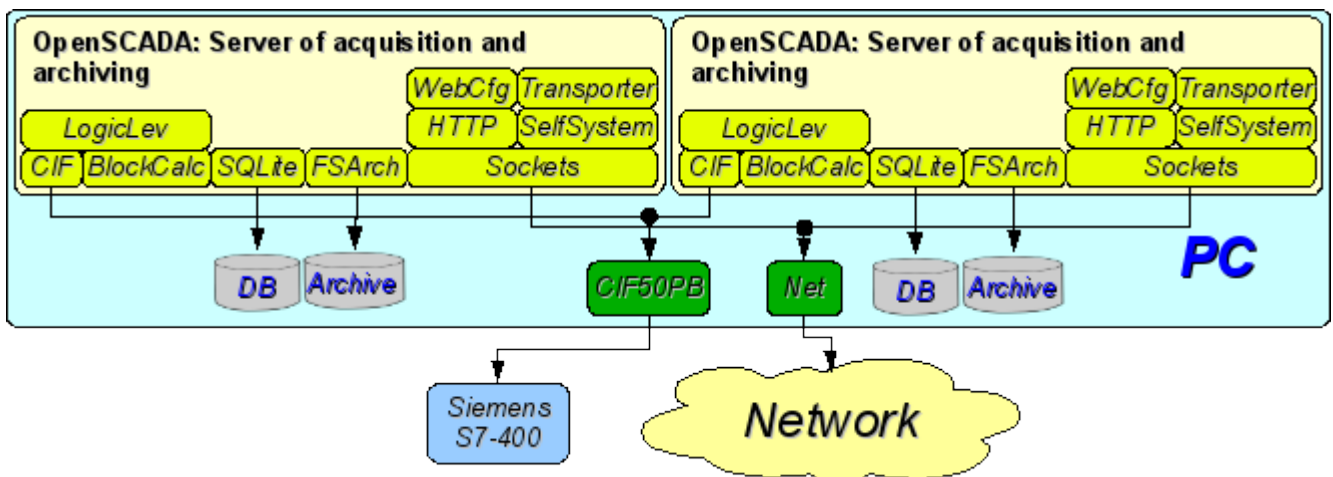 OpenSCADA: Server of acquisition and
archiving
WebCfg Transporter
HTTP SelfSystem
LogicLev
CIF BlockCalc SQLite FSArch Sockets
OpenSCADA: Server of acquisition and
archiving
WebCfg Transporter
HTTP SelfSystem
LogicLev
CIF BlockCalc SQLite FSArch Sockets
PC
DB Archive CIF50PB Net DB Archive
Siemens
S7-400
Network